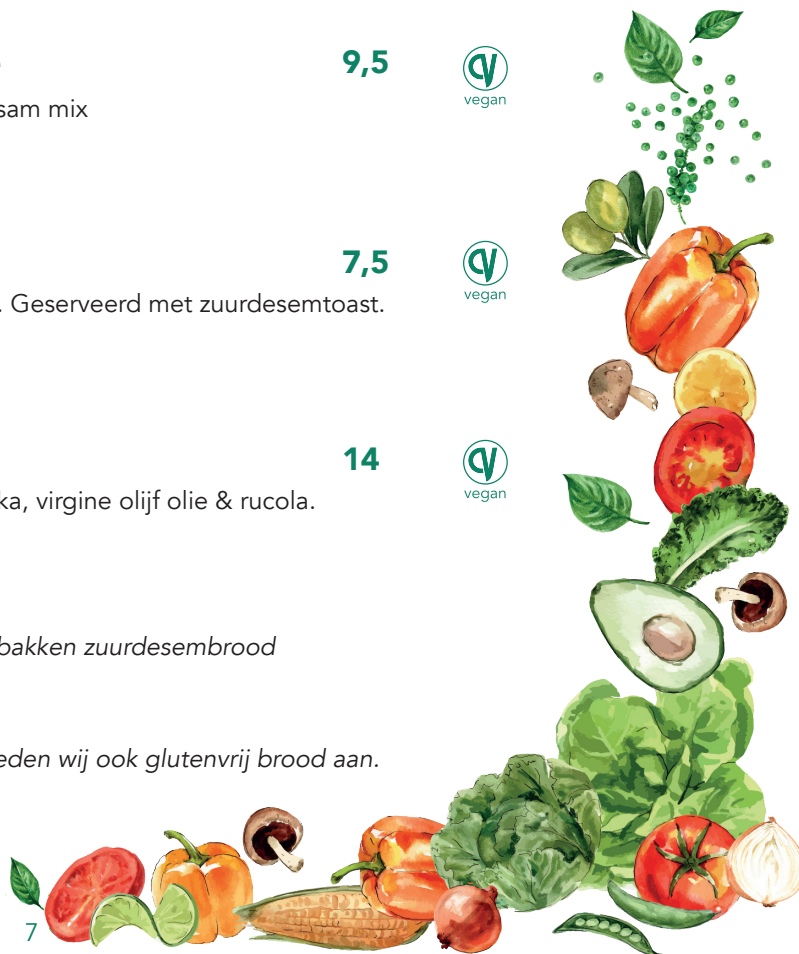 9,5
vegan
sam mix
7,5
vegan
. Geserveerd met zuurdesemtoast.
14
vegan
ka, virgine olijf olie & rucola.
bakken zuurdesembrood
eden wij ook glutenvrij brood aan.
7